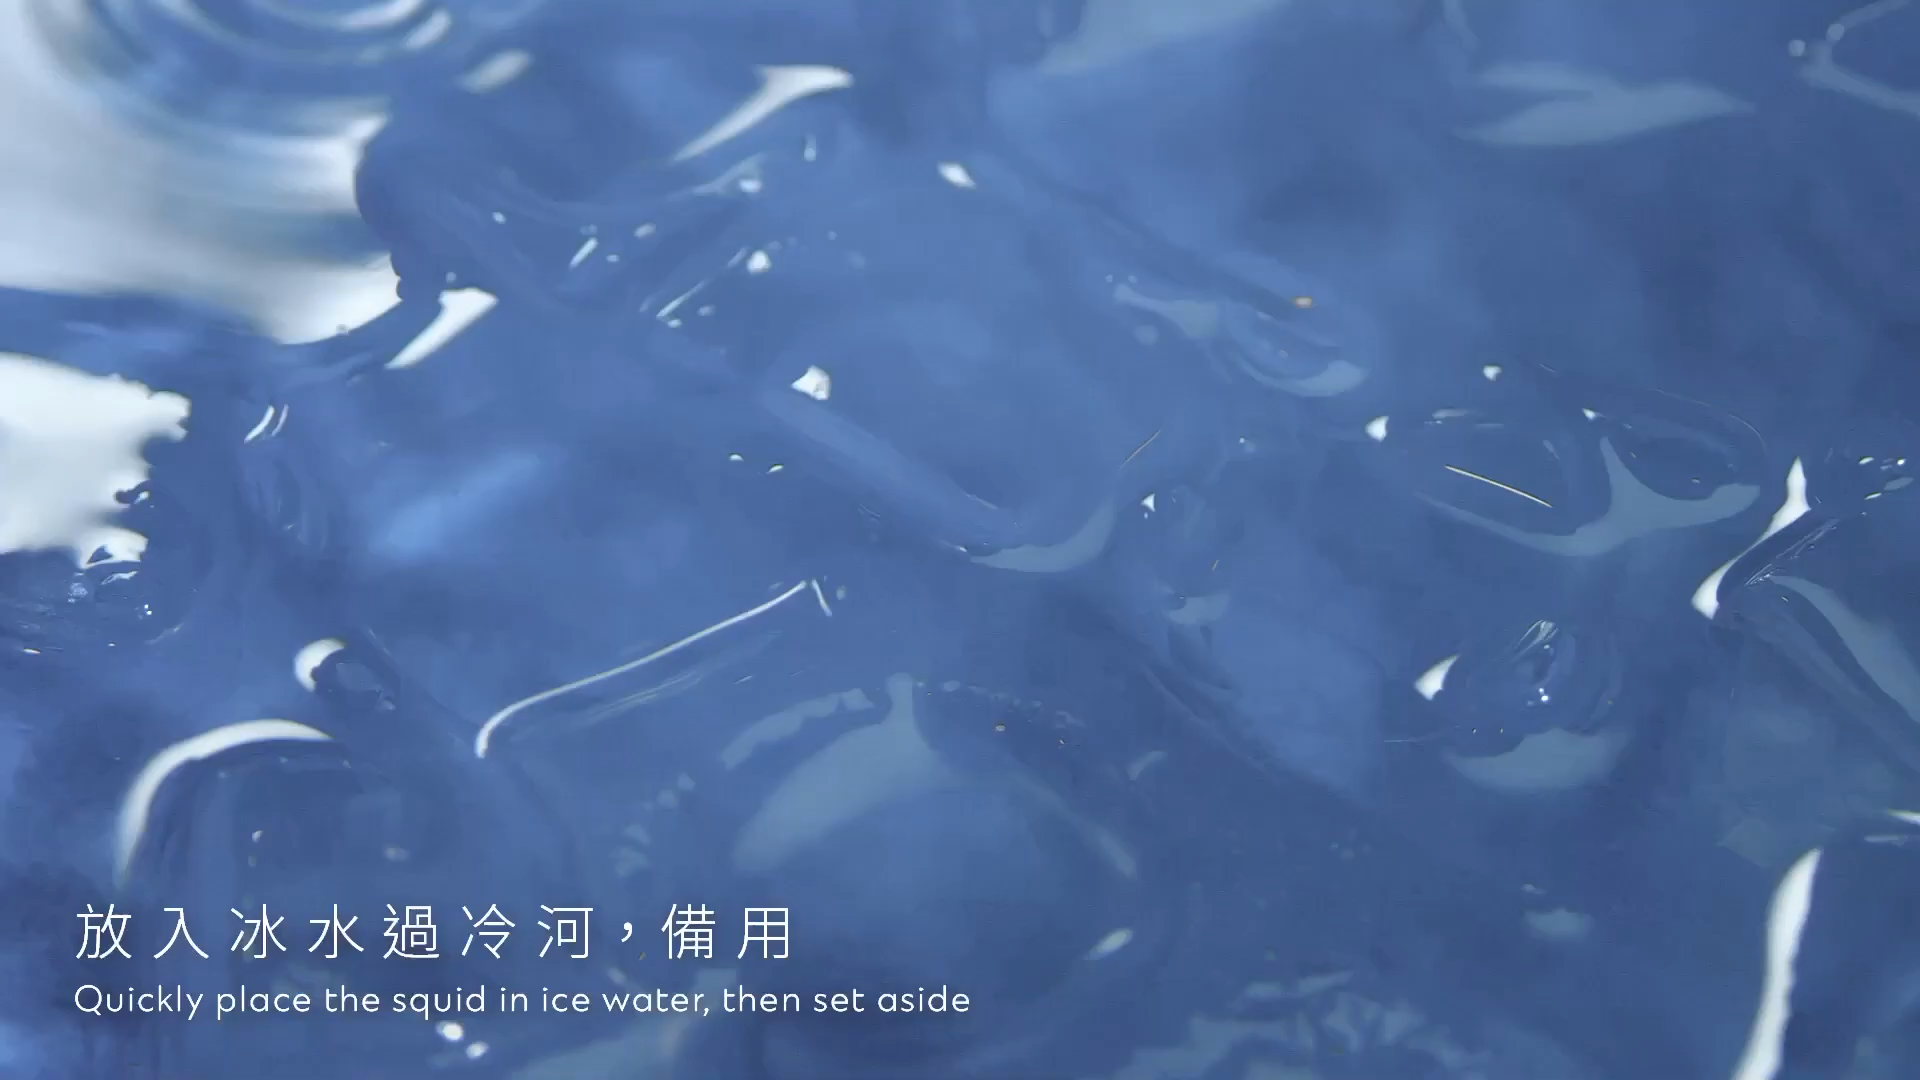 放入冰水過冷河，備用
Quickly place the squid in ice water, then set aside